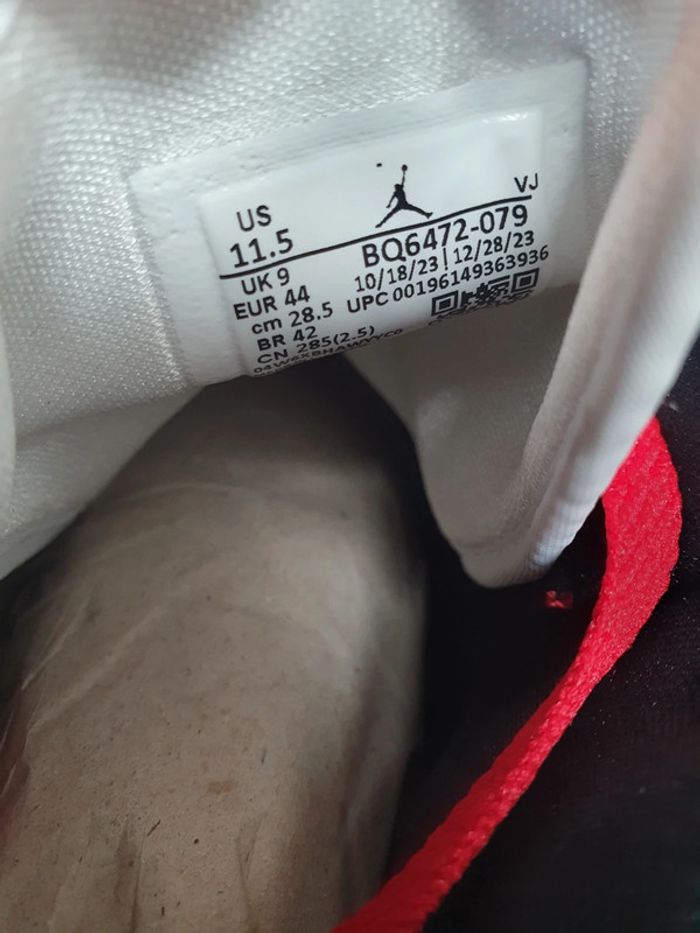 US
11.5
VJ
BQ6472-079
UK 9
10/18/23 | 12/28/23
EUR 44
UPC 00196149363936
cm 28.5
BR 42
CN 285(2.5)